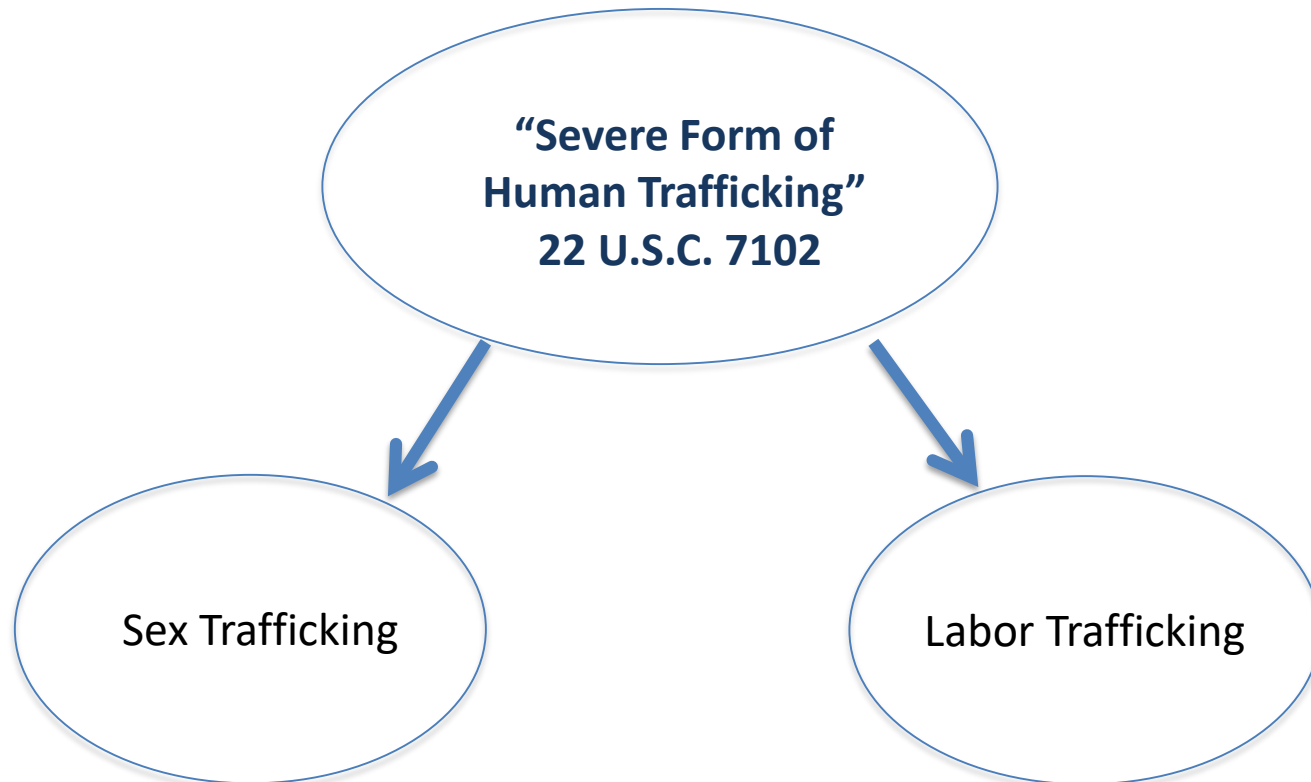 “Severe Form of
Human Trafficking”
22 U.S.C. 7102
Sex Trafficking
Labor Trafficking